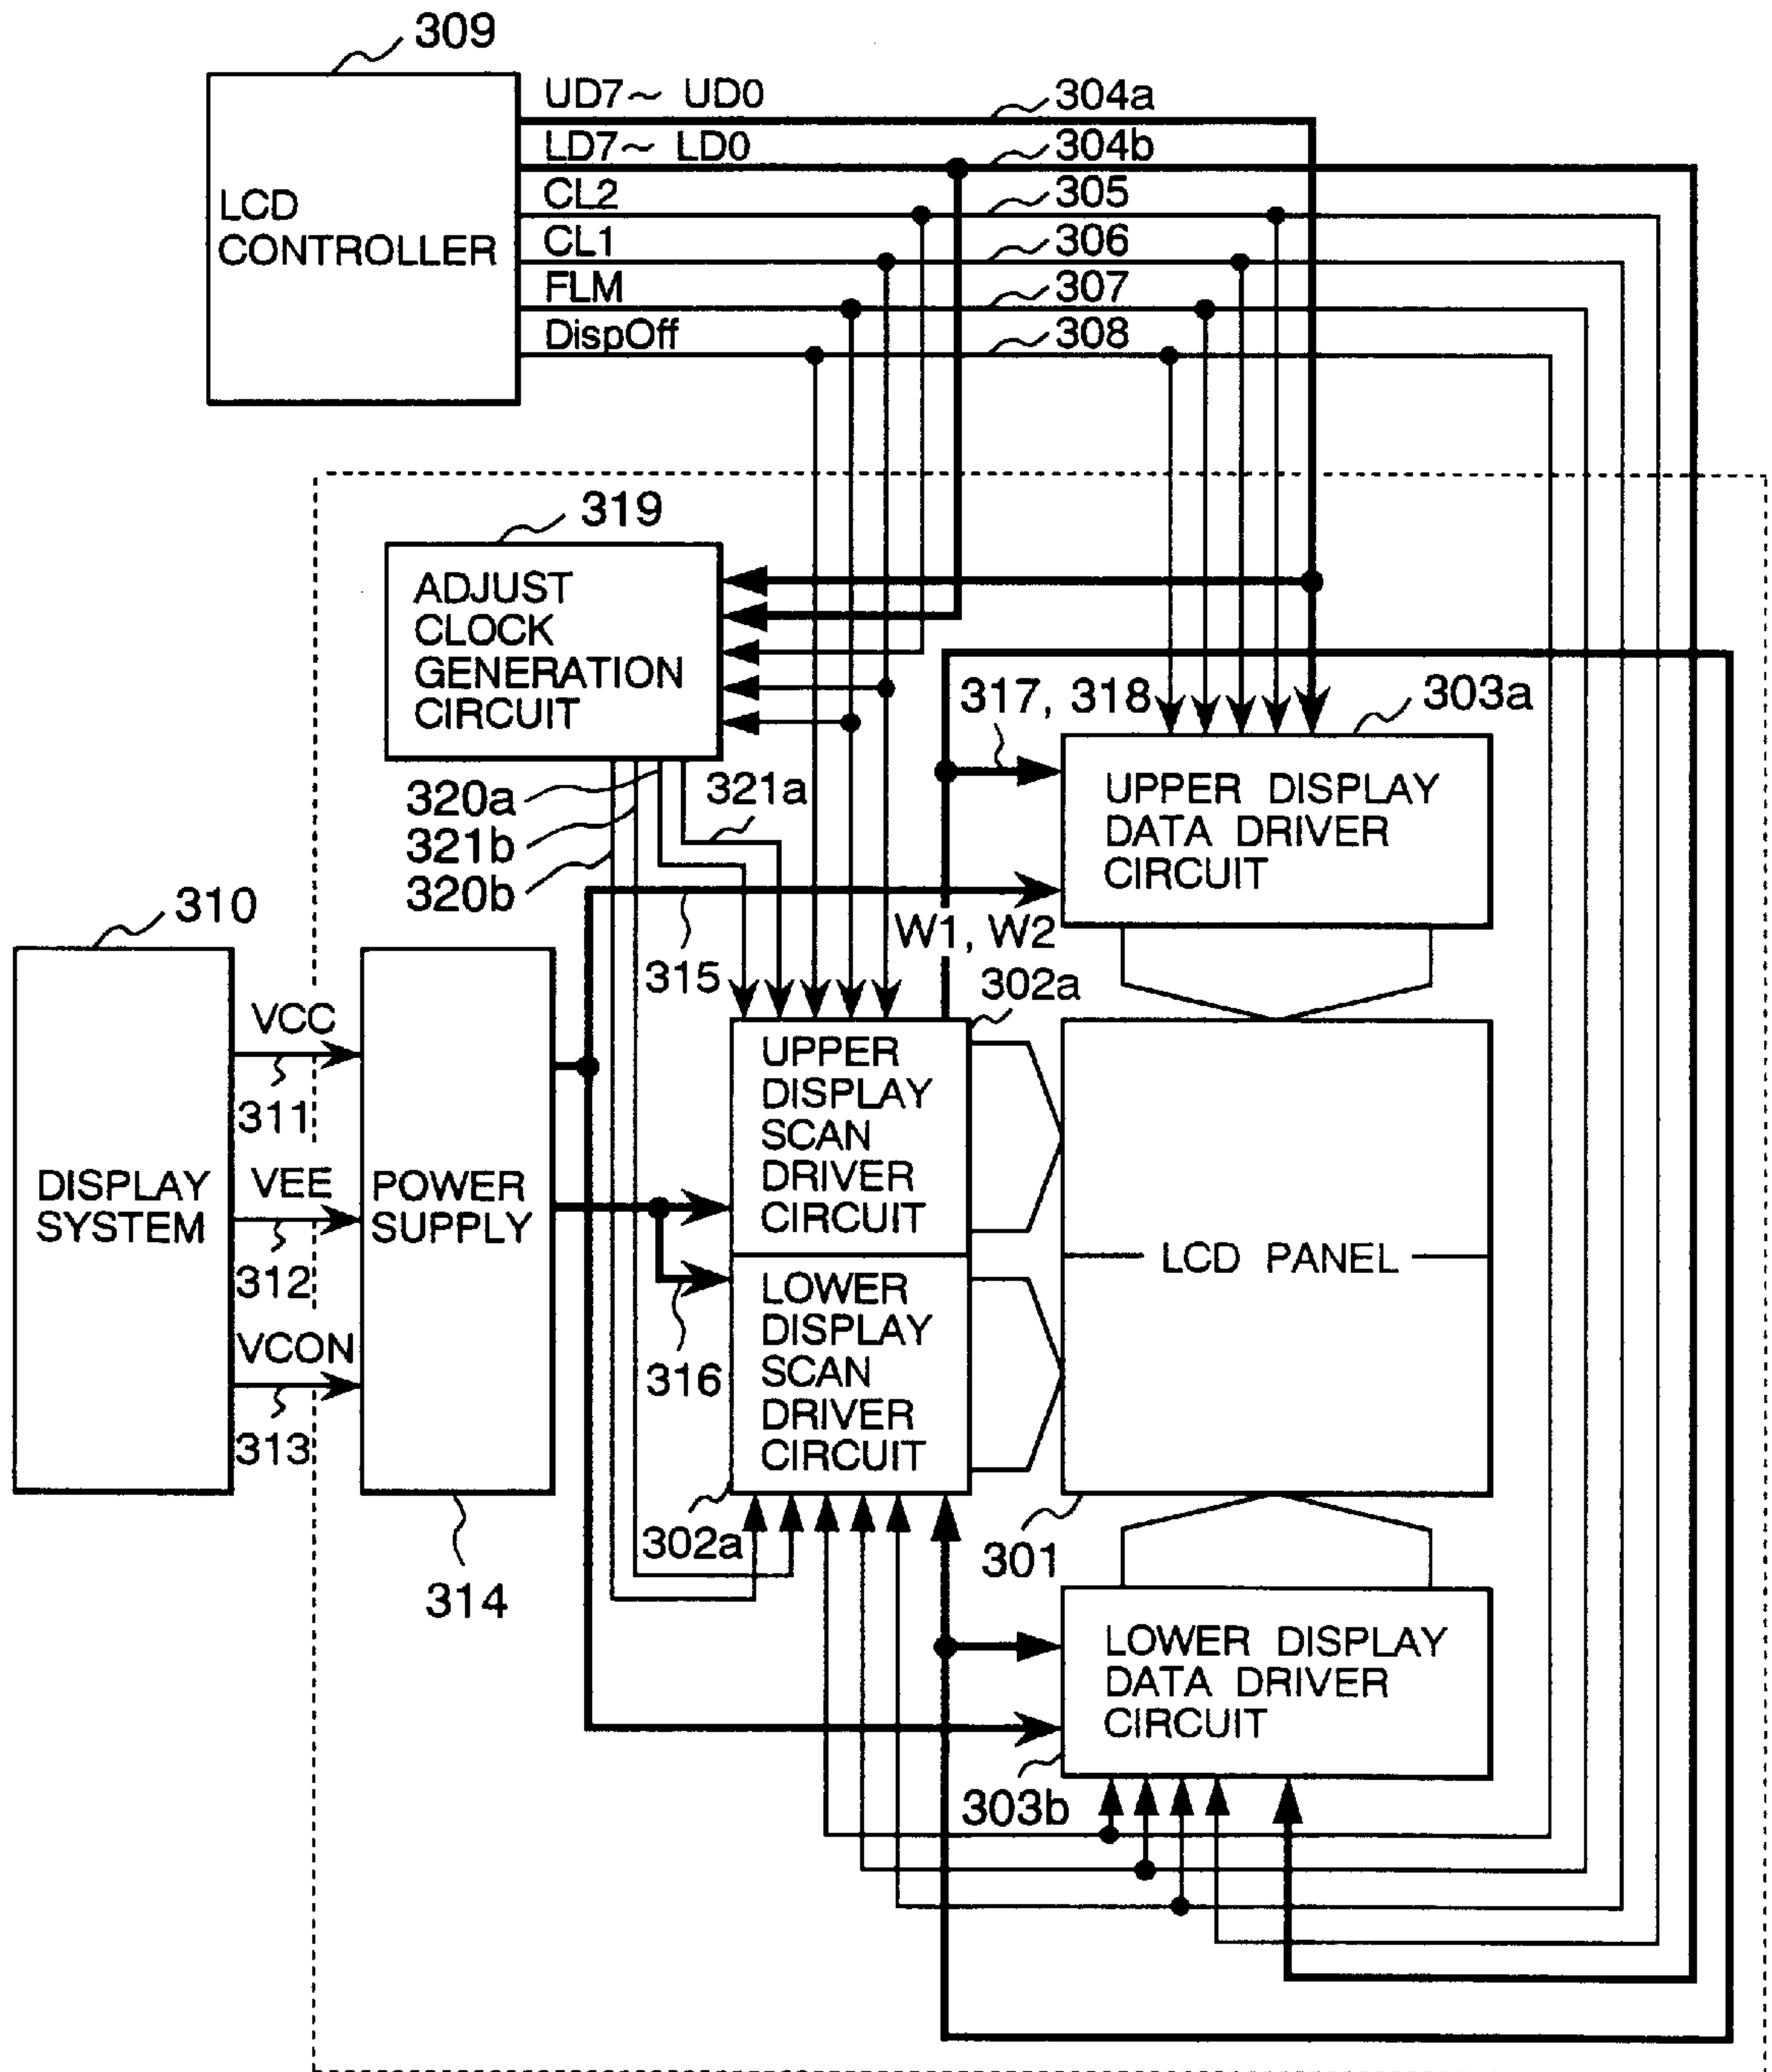 309
UD7~ UD0
304a
LD7~ LD0
304b
CL2
305
LCD
CONTROLLER
CL1
306
FLM
307
DispOff
308
319
ADJUST
CLOCK
GENERATION
CIRCUIT
317, 318
303a
320a
321a
321b
320b
UPPER DISPLAY
DATA DRIVER
CIRCUIT
310
315
W1, W2
302a
VCC
311
UPPER
DISPLAY
SCAN
DRIVER
CIRCUIT
DISPLAY
SYSTEM
VEE
312
POWER
SUPPLY
LCD PANEL
LOWER
DISPLAY
SCAN
DRIVER
CIRCUIT
VCON
313
316
302a
301
314
LOWER DISPLAY
DATA DRIVER
CIRCUIT
303b